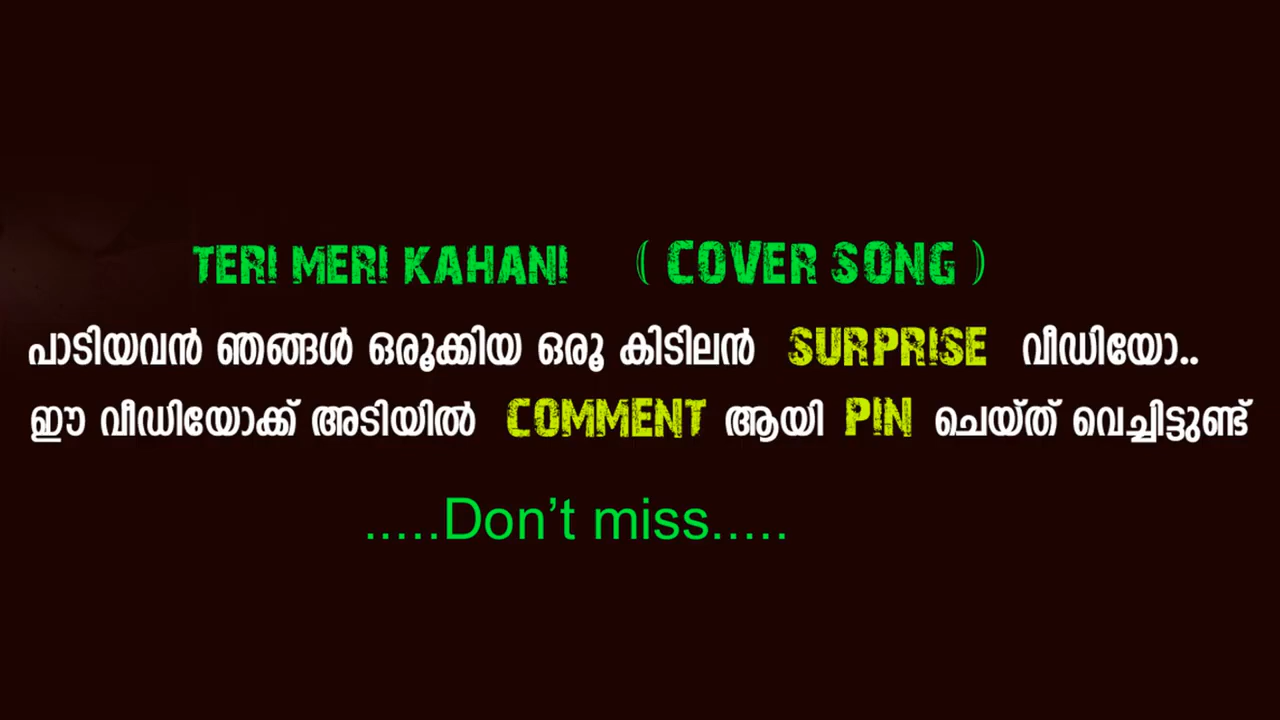 TERI MERI KAHANI ( COVER SONG )
പാടിയവൻ ഞങ്ങൾ ഒരൂക്കിയ ഒരൂ കിടിലൻ SURPRISE വീഡിയോ..
ഈ വീഡിയോക്ക് അടിയിൽ COMMENT ആയി PIN ചെയ്ത് വെച്ചിട്ടുണ്ട്
.....Don’t miss.....